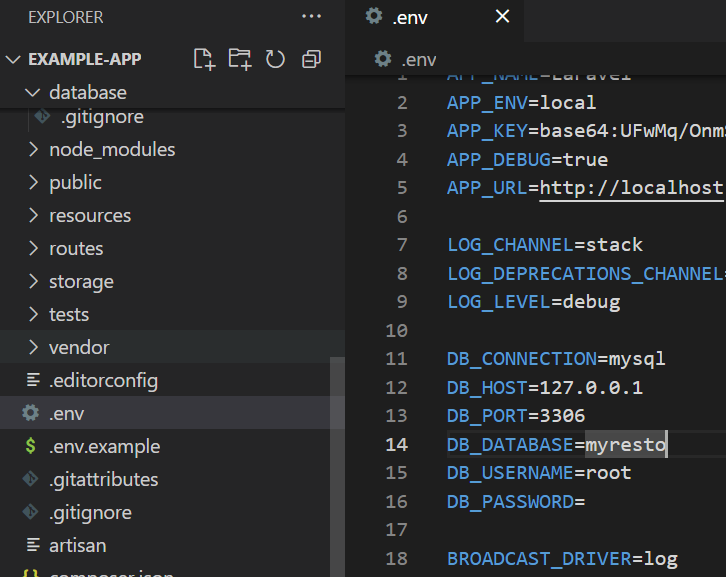 EXPLORER
EXAMPLE-APP
database
.gitignore
node_modules
public
resources
routes
storage
tests
vendor
.editorconfig
.env
.env.example
.gitattributes
.gitignore
artisan
composer.json
.env
.env
1 APP_NAME=Laravel
2 APP_ENV=local
3 APP_KEY=base64:UFwMq/Onm
4 APP_DEBUG=true
5 APP_URL=http://localhost
6
7 LOG_CHANNEL=stack
8 LOG_DEPRECATIONS_CHANNEL=
9 LOG_LEVEL=debug
10
11 DB_CONNECTION=mysql
12 DB_HOST=127.0.0.1
13 DB_PORT=3306
14 DB_DATABASE=myresto
15 DB_USERNAME=root
16 DB_PASSWORD=
17
18 BROADCAST_DRIVER=log